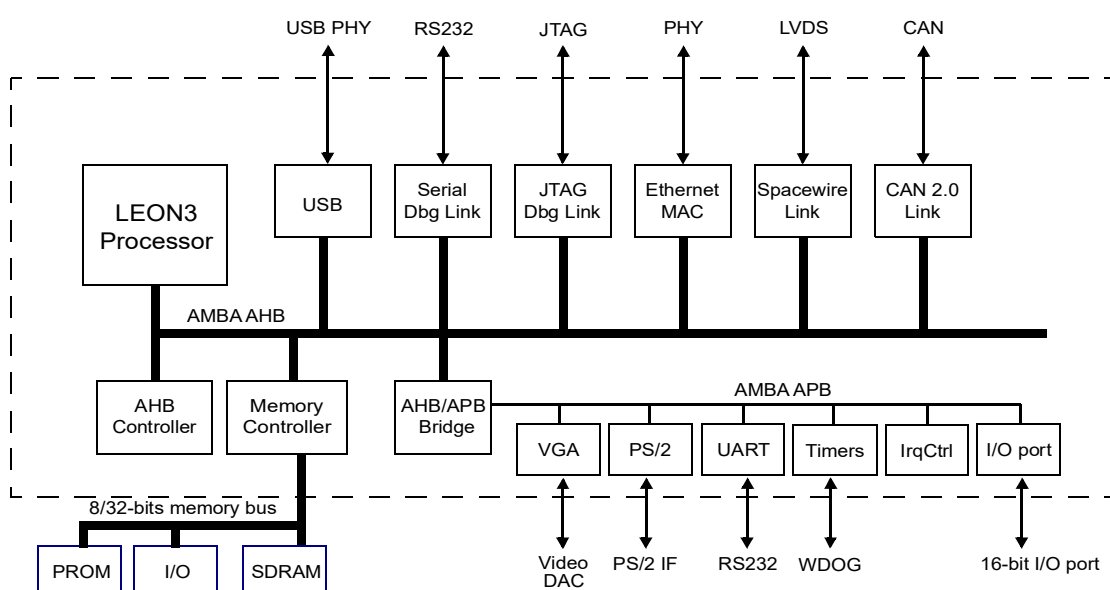 USB PHY
RS232
JTAG
PHY
LVDS
CAN
LEON3
Processor
USB
Serial
Dbg Link
JTAG
Dbg Link
Ethernet
MAC
Spacewire
Link
CAN 2.0
Link
AMBA AHB
AHB
Controller
Memory
Controller
AHB/APB
Bridge
AMBA APB
VGA
PS/2
UART
Timers
IrqCtrl
I/O port
8/32-bits memory bus
PROM
I/O
SDRAM
Video
DAC
PS/2 IF
RS232
WDOG
16-bit I/O port